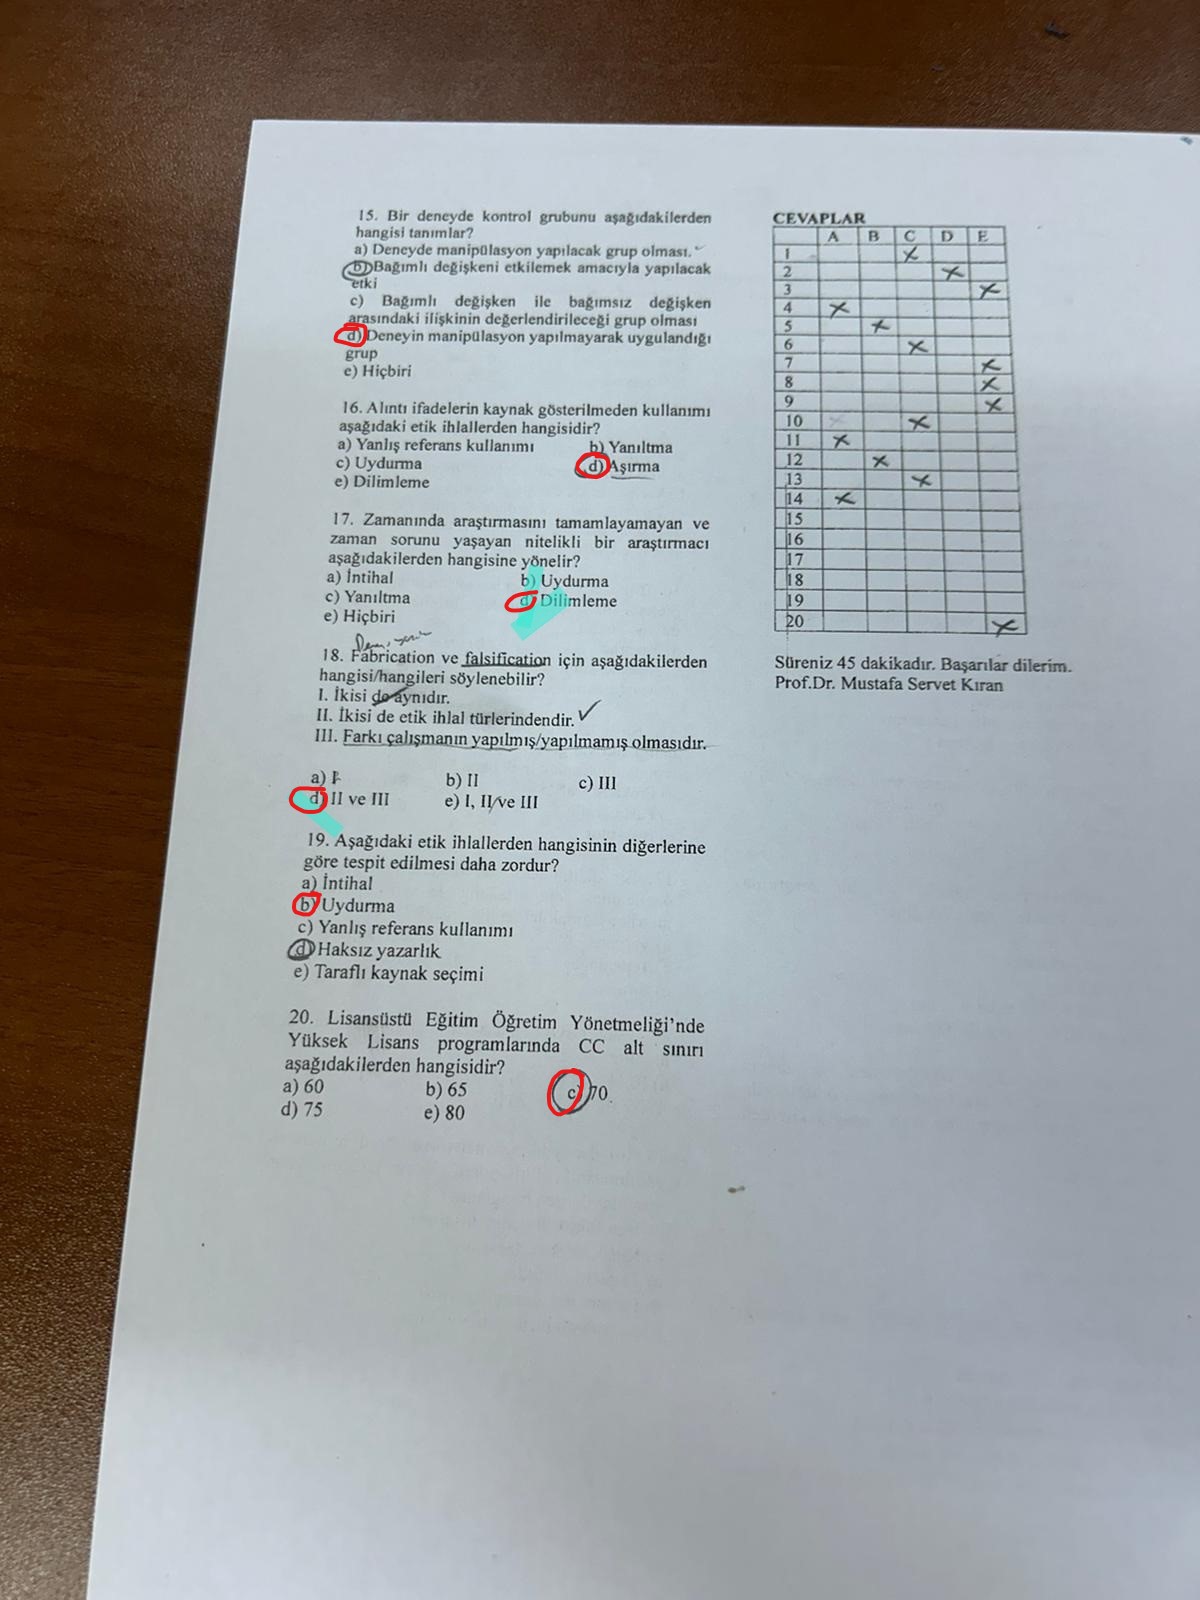 15. Bir deneyde kontrol grubunu aşağıdakilerden
hangisi tanımlar?
a) Deneyde manipülasyon yapılacak grup olması.
b) Bağımlı değişkeni etkilemek amacıyla yapılacak
etki
c) Bağımlı değişken ile bağımsız değişken
arasındaki ilişkinin değerlendirileceği grup olması
d) Deneyin manipülasyon yapılmayarak uygulandığı
grup
e) Hiçbiri
16. Alıntı ifadelerin kaynak gösterilmeden kullanımı
aşağıdaki etik ihlallerden hangisidir?
a) Yanlış referans kullanımı b) Yanıltma
c) Uydurma d) Aşırma
e) Dilimleme
17. Zamanında araştırmasını tamamlayamayan ve
zaman sorunu yaşayan nitelikli bir araştırmacı
aşağıdakilerden hangisine yönelir?
a) İntihal b) Uydurma
c) Yanıltma d) Dilimleme
e) Hiçbiri
18. Fabrication ve falsification için aşağıdakilerden
hangisi/hangileri söylenebilir?
I. İkisi de aynıdır.
II. İkisi de etik ihlal türlerindendir.
III. Farkı çalışmanın yapılmış/yapılmamış olmasıdır.
a) I b) II c) III
d) II ve III e) I, II ve III
19. Aşağıdaki etik ihlallerden hangisinin diğerlerine
göre tespit edilmesi daha zordur?
a) İntihal
b) Uydurma
c) Yanlış referans kullanımı
d) Haksız yazarlık
e) Taraflı kaynak seçimi
20. Lisansüstü Eğitim Öğretim Yönetmeliği'nde
Yüksek Lisans programlarında CC alt sınırı
aşağıdakilerden hangisidir?
a) 60 b) 65 c) 70
d) 75 e) 80
CEVAPLAR
A B C D E
1 X
2 X
3 X
4 X
5 X
6 X
7 X
8 X
9 X
10 X
11 X
12 X
13 X
14 X
15
16
17
18
19
20 X
Süreniz 45 dakikadır. Başarılar dilerim.
Prof.Dr. Mustafa Servet Kıran